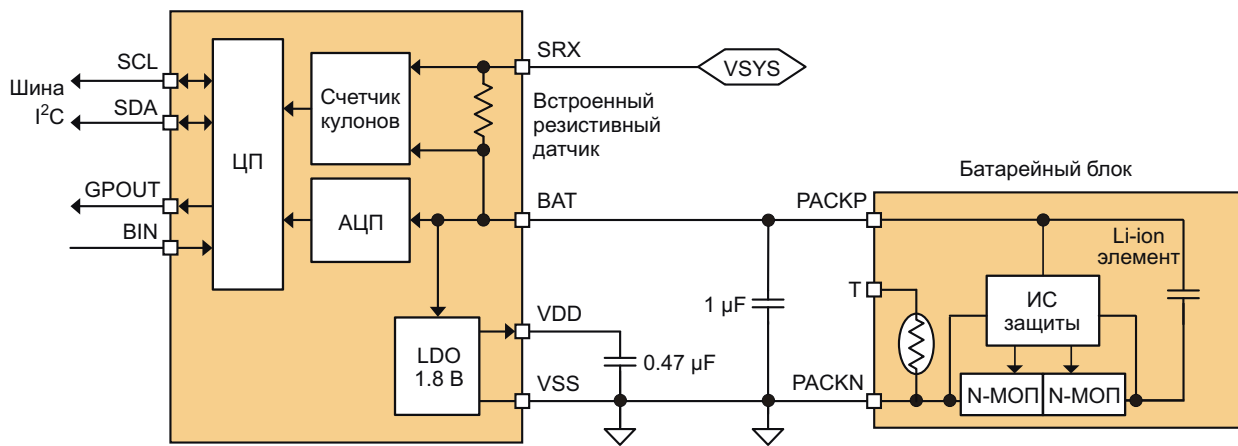 SCL
Шина
I²C
SDA
GPOUT
BIN
ЦП
Счетчик
кулонов
АЦП
LDO
1.8 В
SRX
VSYS
Встроенный
резистивный
датчик
BAT
VDD
0.47 µF
VSS
1 µF
Батарейный блок
PACKP
T
PACKN
Li-ion
элемент
ИС
защиты
N-МОП
N-МОП